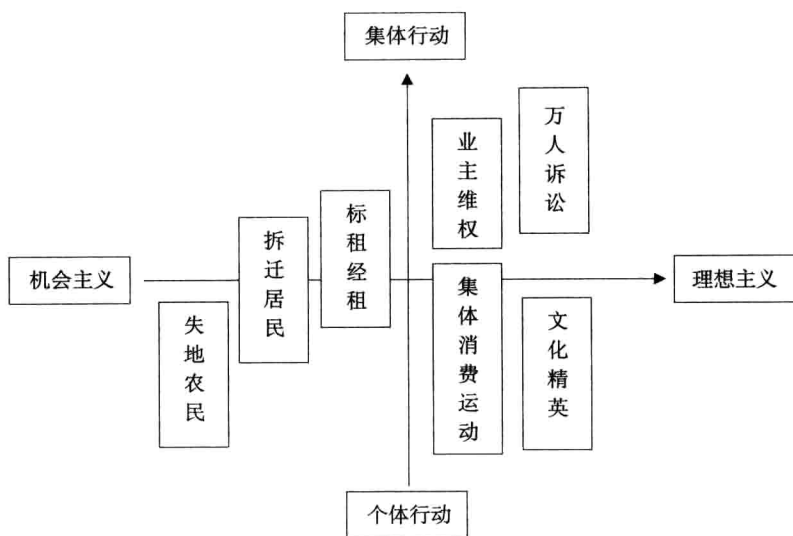 集体行动
万人诉讼
业主维权
标租经租
拆迁居民
机会主义
理想主义
集体消费运动
失地农民
文化精英
个体行动